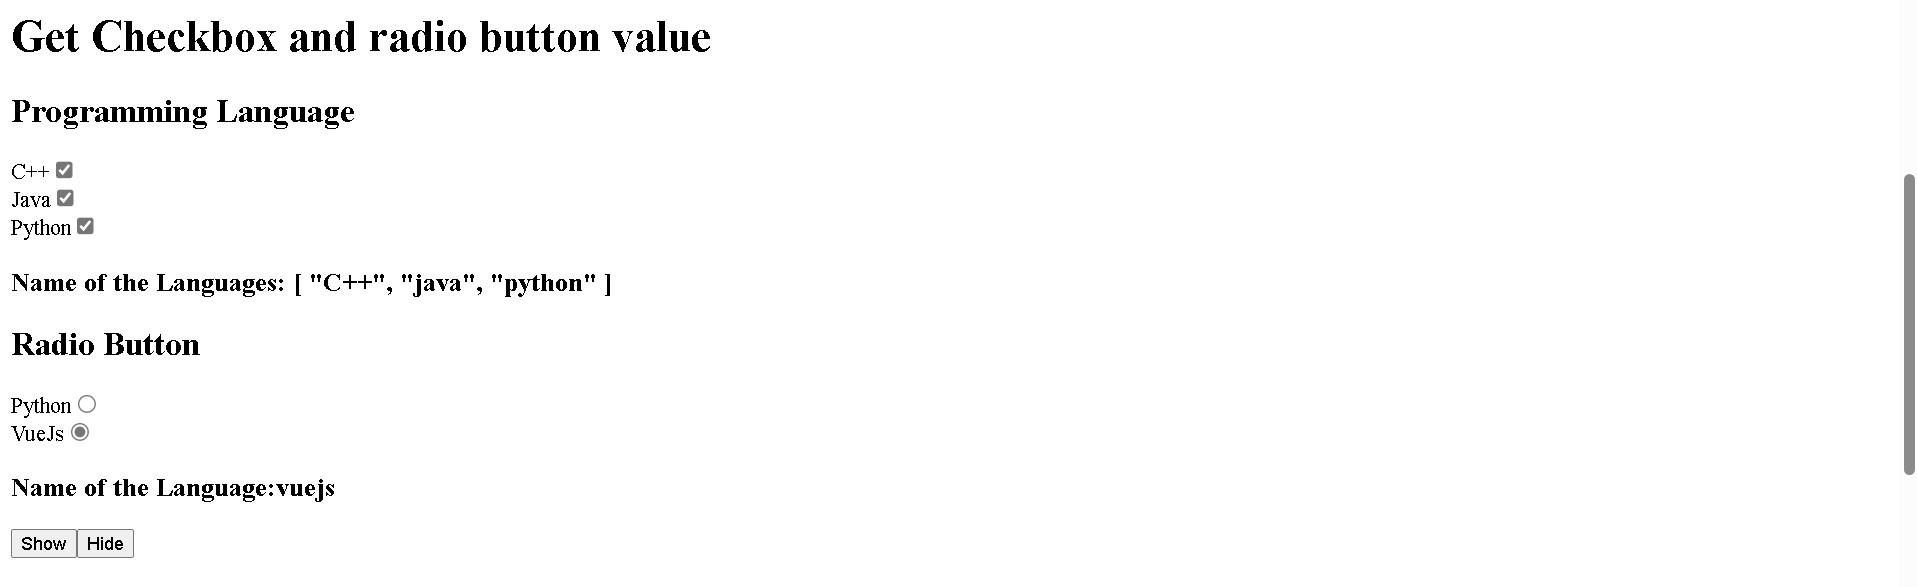 Get Checkbox and radio button value
Programming Language
C++
Java
Python
Name of the Languages: [ "C++", "java", "python" ]
Radio Button
Python
VueJs
Name of the Language:vuejs
Show Hide